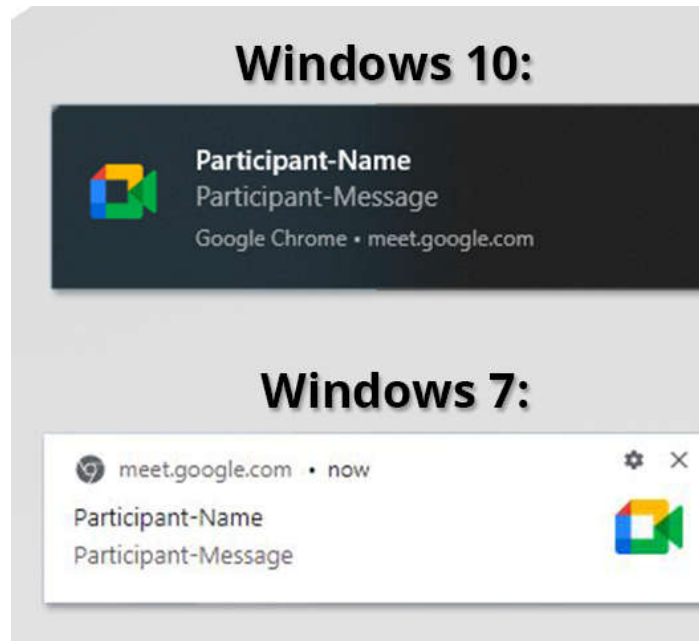 Windows 10:
Participant-Name
Participant-Message
Google Chrome • meet.google.com
Windows 7:
meet.google.com • now
Participant-Name
Participant-Message